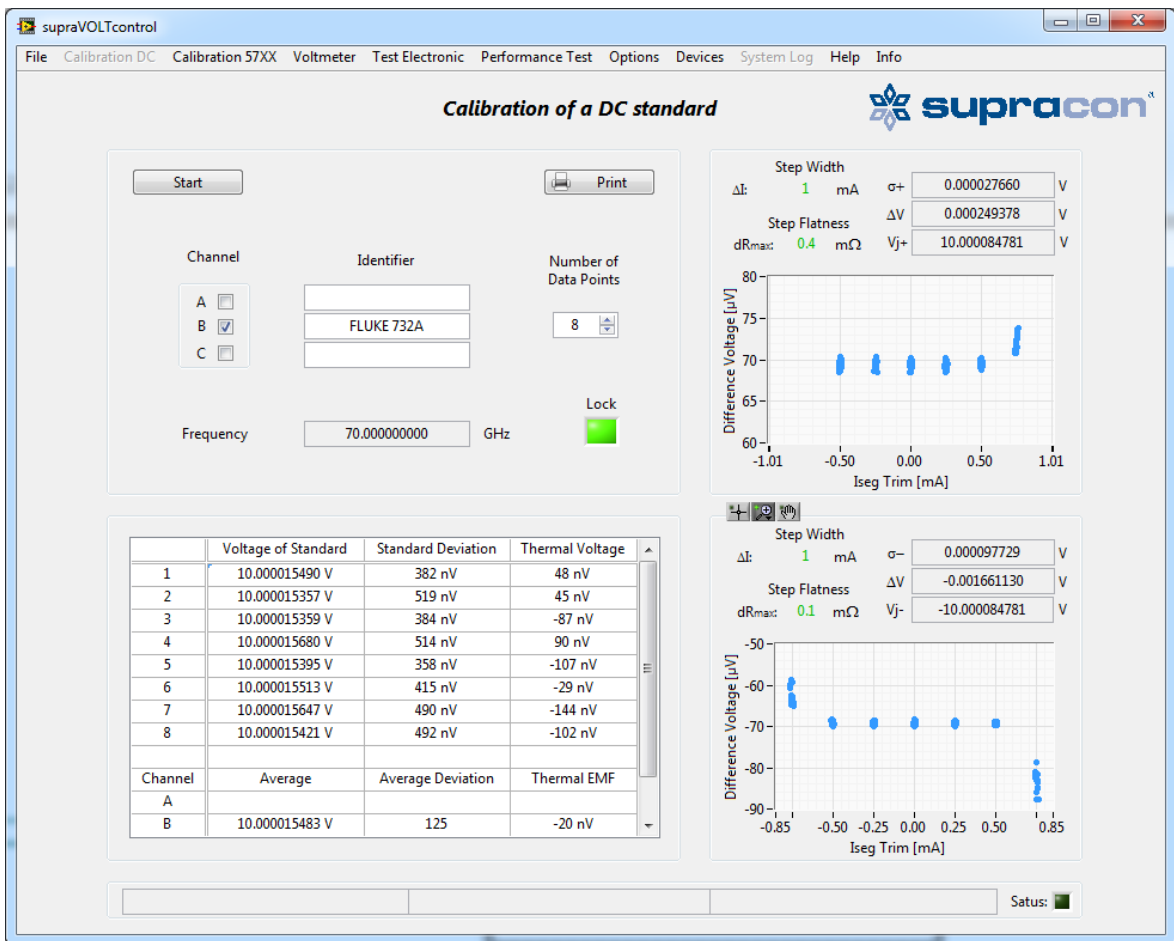 supraVOLTcontrol
File Calibration DC Calibration 57XX Voltmeter Test Electronic Performance Test Options Devices System Log Help Info
Calibration of a DC standard
supracon
Start
Print
Channel
Identifier
Number of
Data Points
A
B FLUKE 732A 8
C
Lock
Frequency 70.000000000 GHz
Step Width
ΔI: 1 mA σ+ 0.000027660 V
Step Flatness ΔV 0.000249378 V
dRmax: 0.4 mΩ Vj+ 10.000084781 V
Difference Voltage [µV]
80
75
70
65
60
-1.01 -0.50 0.00 0.50 1.01
Iseg Trim [mA]
Voltage of Standard Standard Deviation Thermal Voltage
1 10.000015490 V 382 nV 48 nV
2 10.000015357 V 519 nV 45 nV
3 10.000015359 V 384 nV -87 nV
4 10.000015680 V 514 nV 90 nV
5 10.000015395 V 358 nV -107 nV
6 10.000015513 V 415 nV -29 nV
7 10.000015647 V 490 nV -144 nV
8 10.000015421 V 492 nV -102 nV
Channel Average Average Deviation Thermal EMF
A
B 10.000015483 V 125 -20 nV
Step Width
ΔI: 1 mA σ− 0.000097729 V
Step Flatness ΔV -0.001661130 V
dRmax: 0.1 mΩ Vj- -10.000084781 V
Difference Voltage [µV]
-50
-60
-70
-80
-90
-0.85 -0.50 -0.25 0.00 0.25 0.50 0.85
Iseg Trim [mA]
Satus: